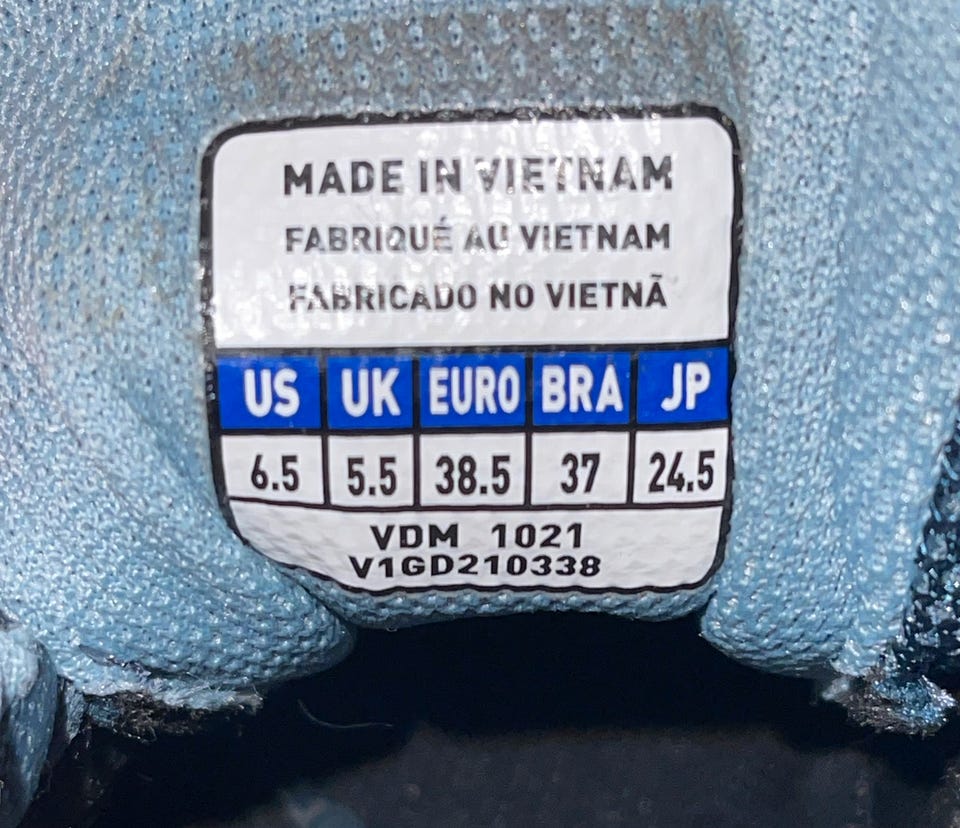 MADE IN VIETNAM
FABRIQUÉ AU VIETNAM
FABRICADO NO VIETNÃ
US UK EURO BRA JP
6.5 5.5 38.5 37 24.5
VDM 1021
V1GD210338